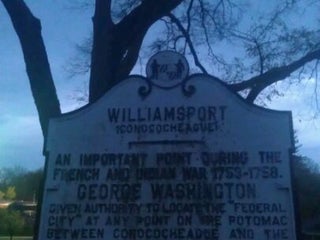 WILLIAMSPORT
(CONOCOCHEAGUE)
AN IMPORTANT POINT DURING THE
FRENCH AND INDIAN WAR 1753-1758.
GEORGE WASHINGTON
GIVEN AUTHORITY TO LOCATE THE "FEDERAL
CITY" AT ANY POINT ON THE POTOMAC
BETWEEN CONOCOCHEAGUE AND THE